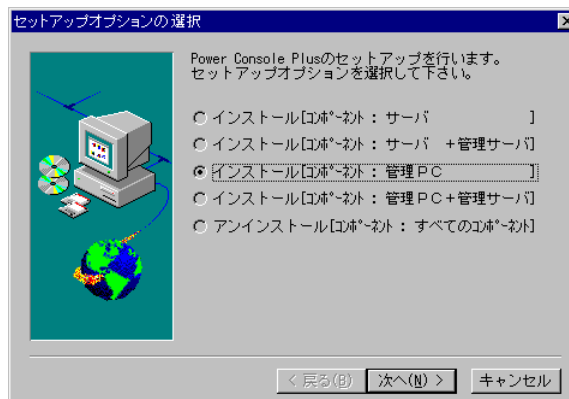 セットアップオプションの選択
Power Console Plusのセットアップを行います。
セットアップオプションを選択して下さい。
インストール[ｺﾝﾎﾟｰﾈﾝﾄ : サーバ ]
インストール[ｺﾝﾎﾟｰﾈﾝﾄ : サーバ +管理サーバ]
インストール[ｺﾝﾎﾟｰﾈﾝﾄ : 管理ＰＣ ]
インストール[ｺﾝﾎﾟｰﾈﾝﾄ : 管理ＰＣ+管理サーバ]
アンインストール[ｺﾝﾎﾟｰﾈﾝﾄ : すべてのｺﾝﾎﾟｰﾈﾝﾄ]
< 戻る(B) 次へ(N) > キャンセル